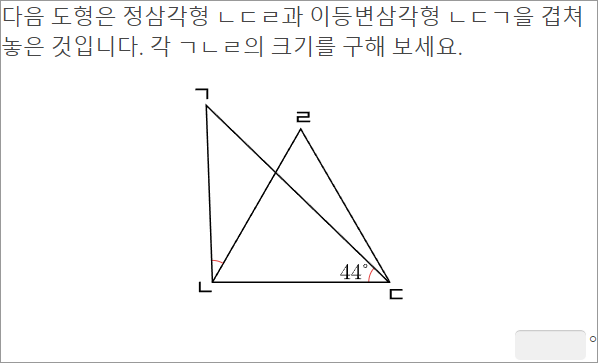 다음 도형은 정삼각형 ㄴㄷㄹ과 이등변삼각형 ㄴㄷㄱ을 겹쳐
놓은 것입니다. 각 ㄱㄴㄹ의 크기를 구해 보세요.
ㄱ
ㄹ
44°
ㄴ
ㄷ
°